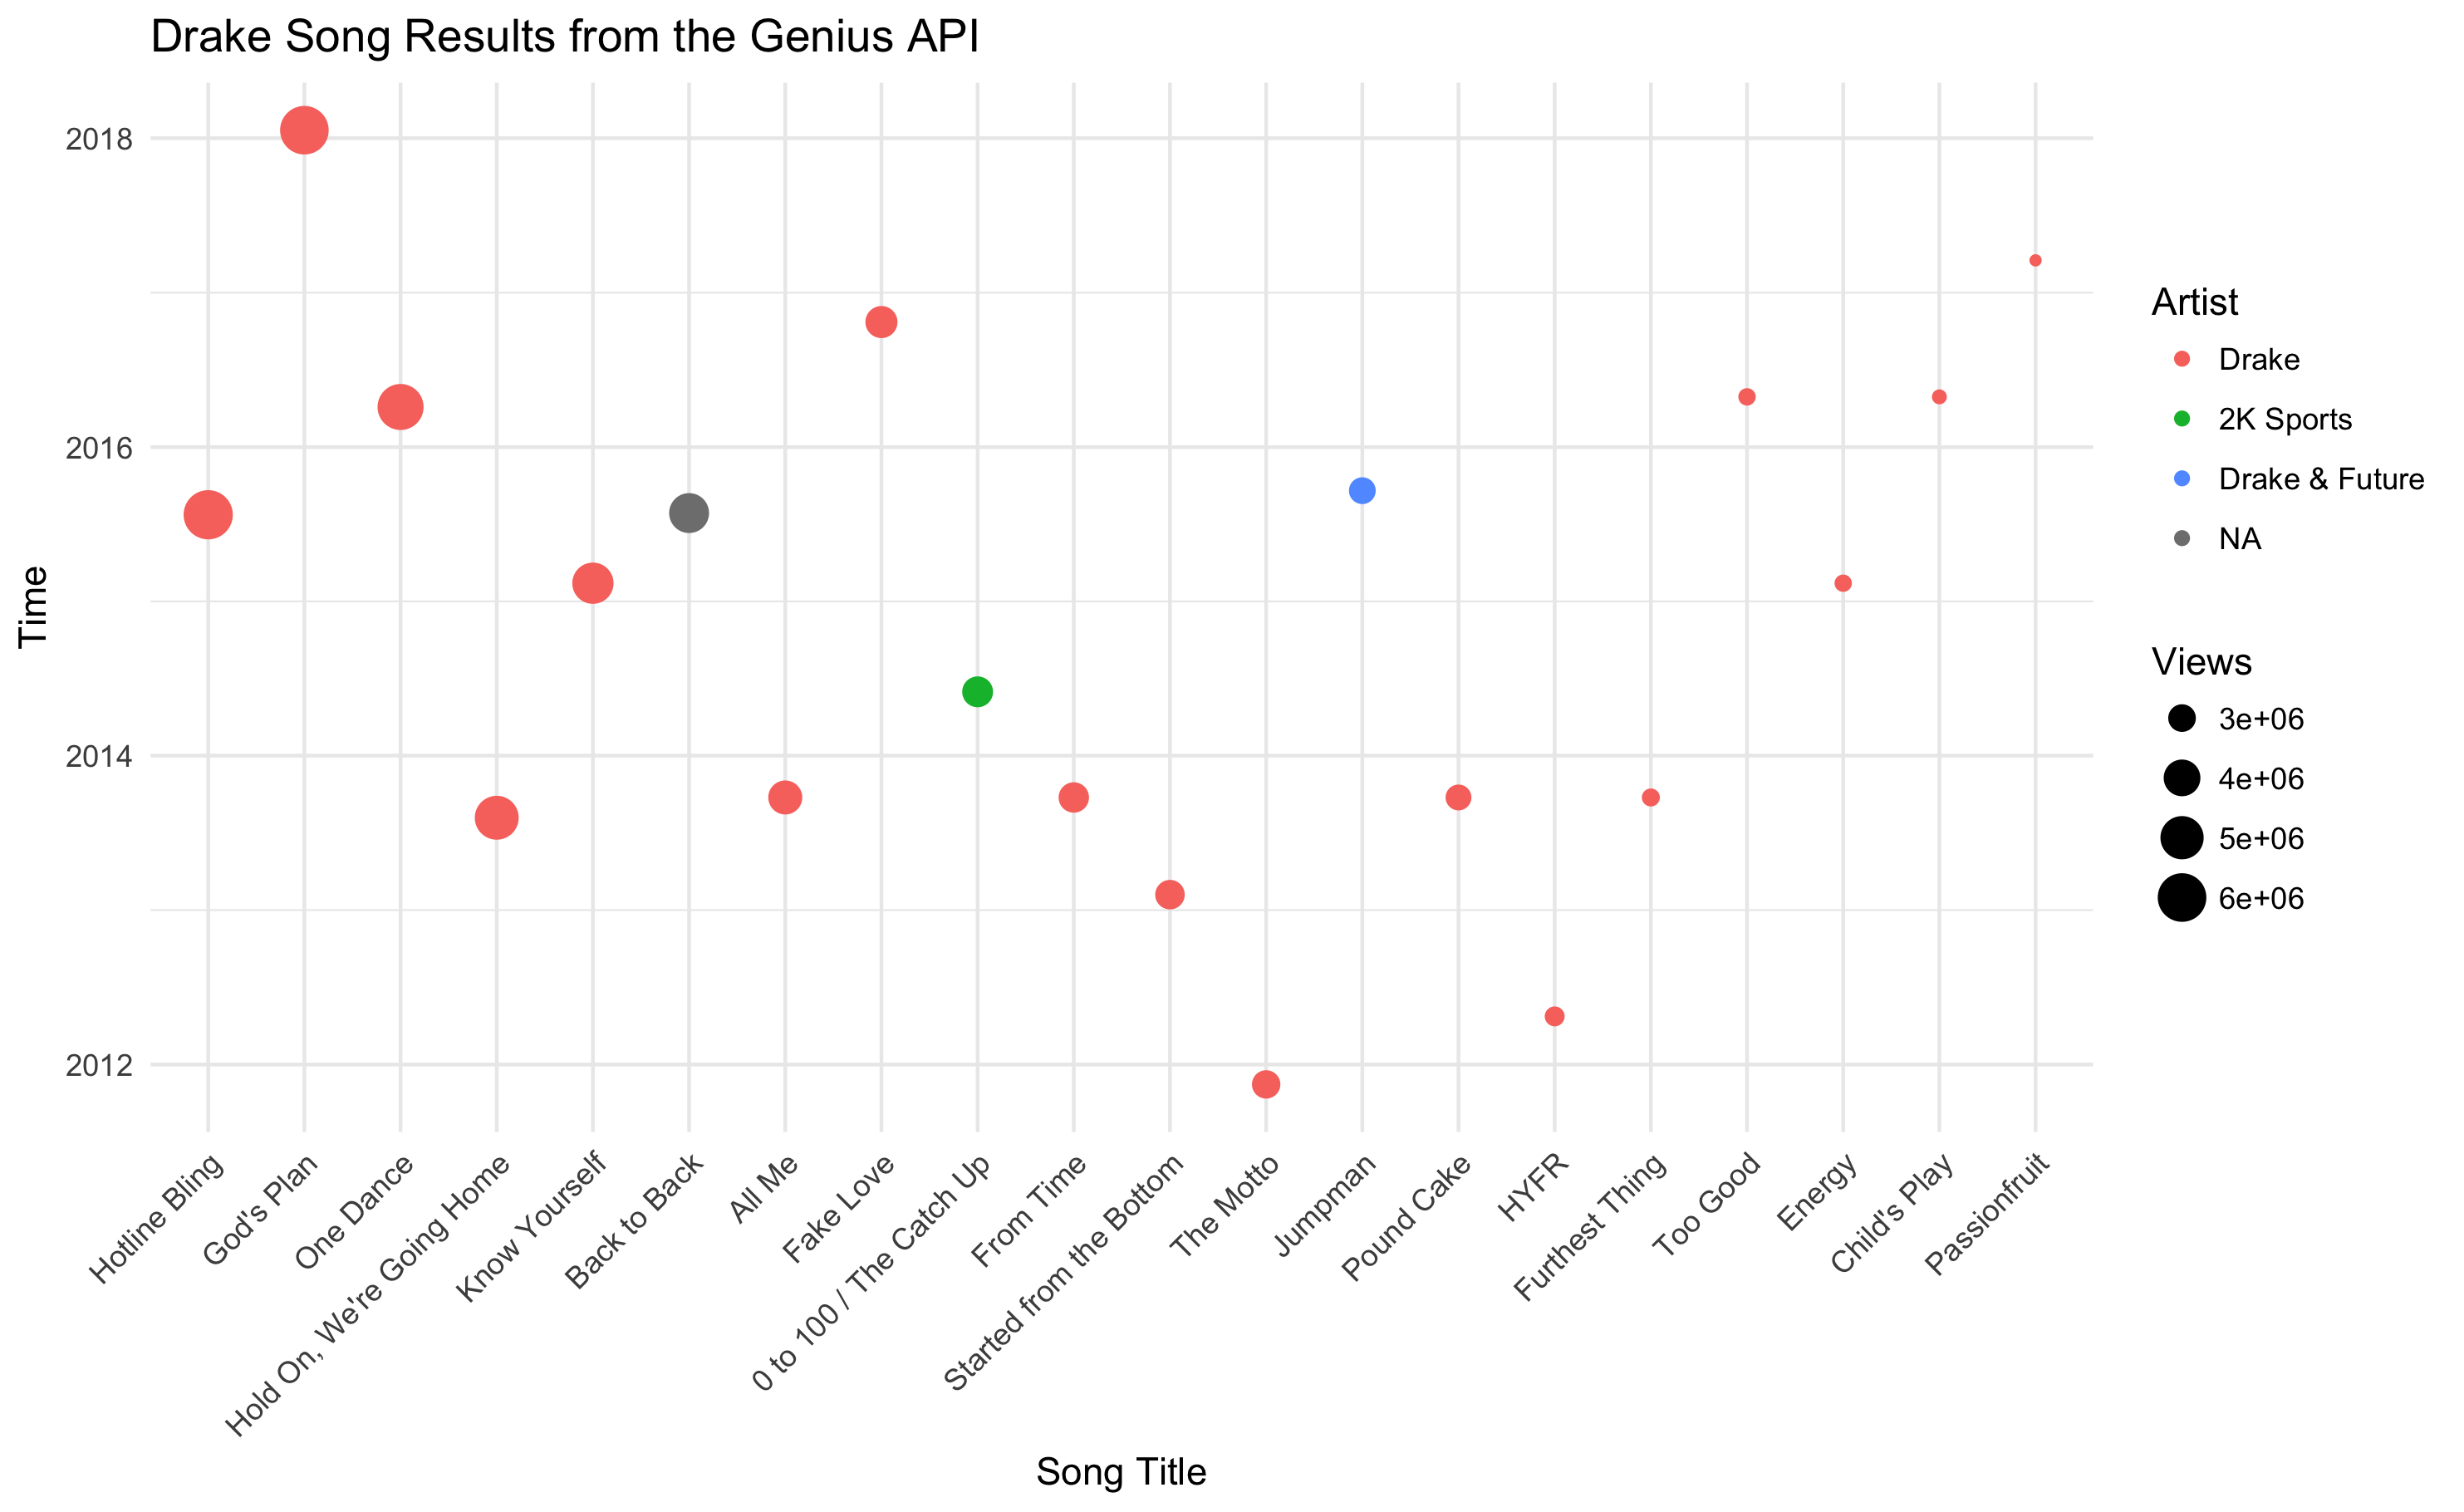 Drake Song Results from the Genius API
2018
2016
2014
2012
Time
Hotline Bling
God's Plan
One Dance
Hold On, We're Going Home
Know Yourself
Back to Back
All Me
Fake Love
0 to 100 / The Catch Up
From Time
Started from the Bottom
The Motto
Jumpman
Pound Cake
HYFR
Furthest Thing
Too Good
Energy
Child's Play
Passionfruit
Song Title
Artist
Drake
2K Sports
Drake & Future
NA
Views
3e+06
4e+06
5e+06
6e+06